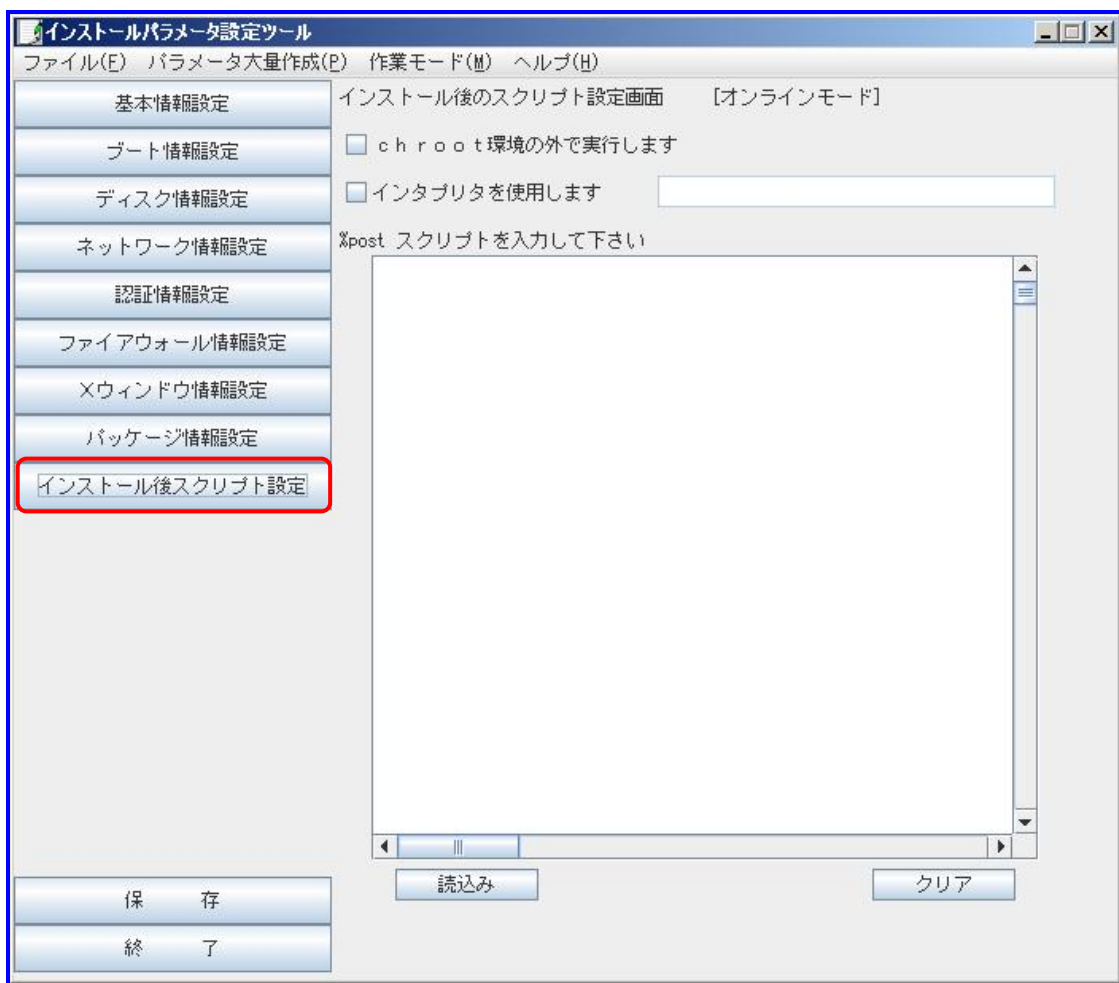 インストールパラメータ設定ツール
ファイル(F) パラメータ大量作成(P) 作業モード(M) ヘルプ(H)
基本情報設定
ブート情報設定
ディスク情報設定
ネットワーク情報設定
認証情報設定
ファイアウォール情報設定
Xウィンドウ情報設定
パッケージ情報設定
インストール後スクリプト設定
保 存
終 了
インストール後のスクリプト設定画面 [オンラインモード]
chroot環境の外で実行します
インタプリタを使用します
%post スクリプトを入力して下さい
読込み
クリア